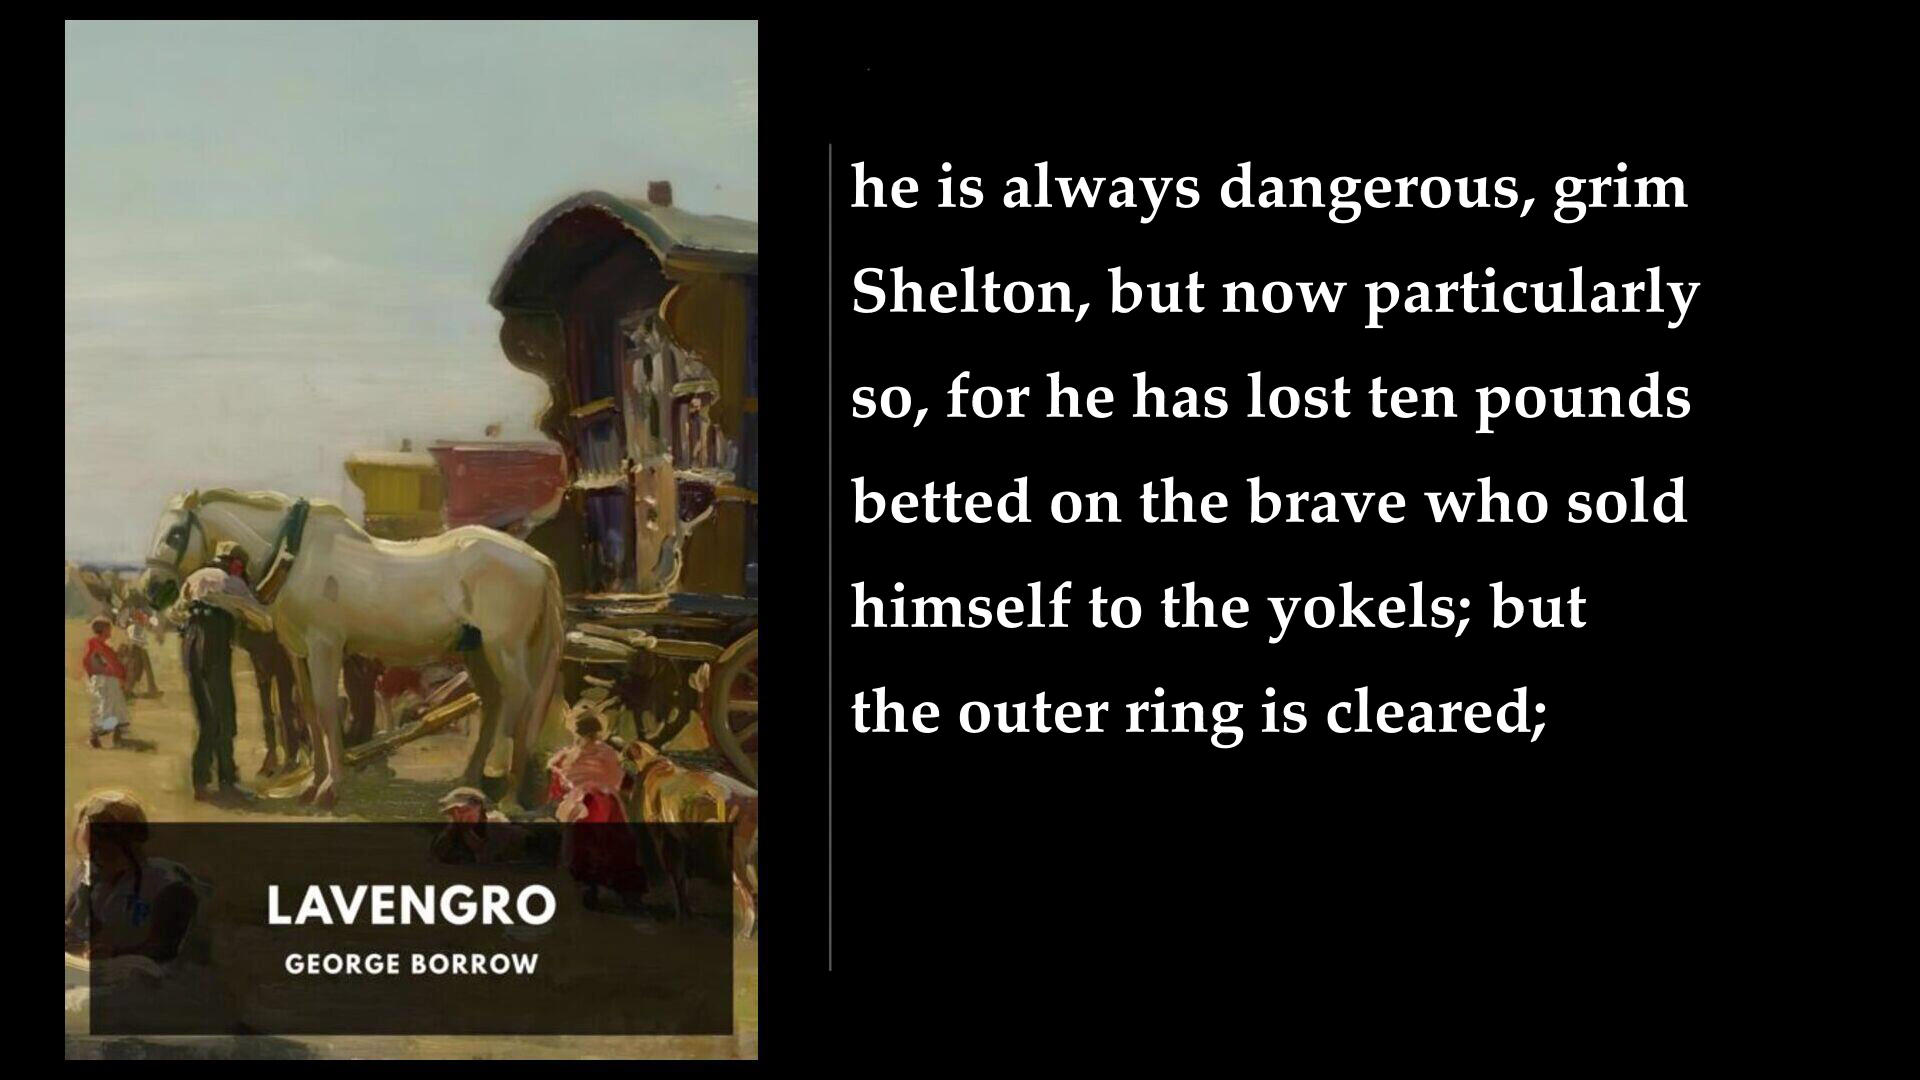 he is always dangerous, grim
Shelton, but now particularly
so, for he has lost ten pounds
betted on the brave who sold
himself to the yokels; but
the outer ring is cleared;
LAVENGRO
GEORGE BORROW